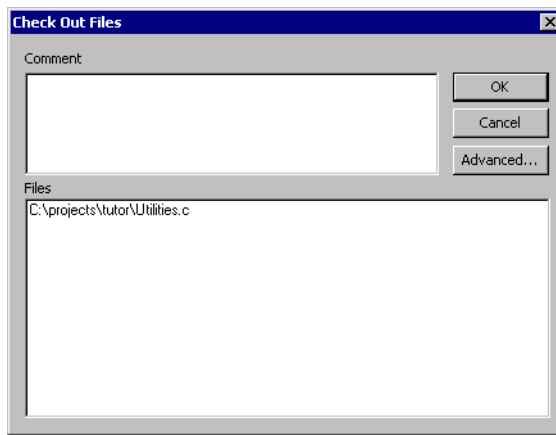 Check Out Files
Comment
OK
Cancel
Advanced...
Files
C:\projects\tutor\Utilities.c